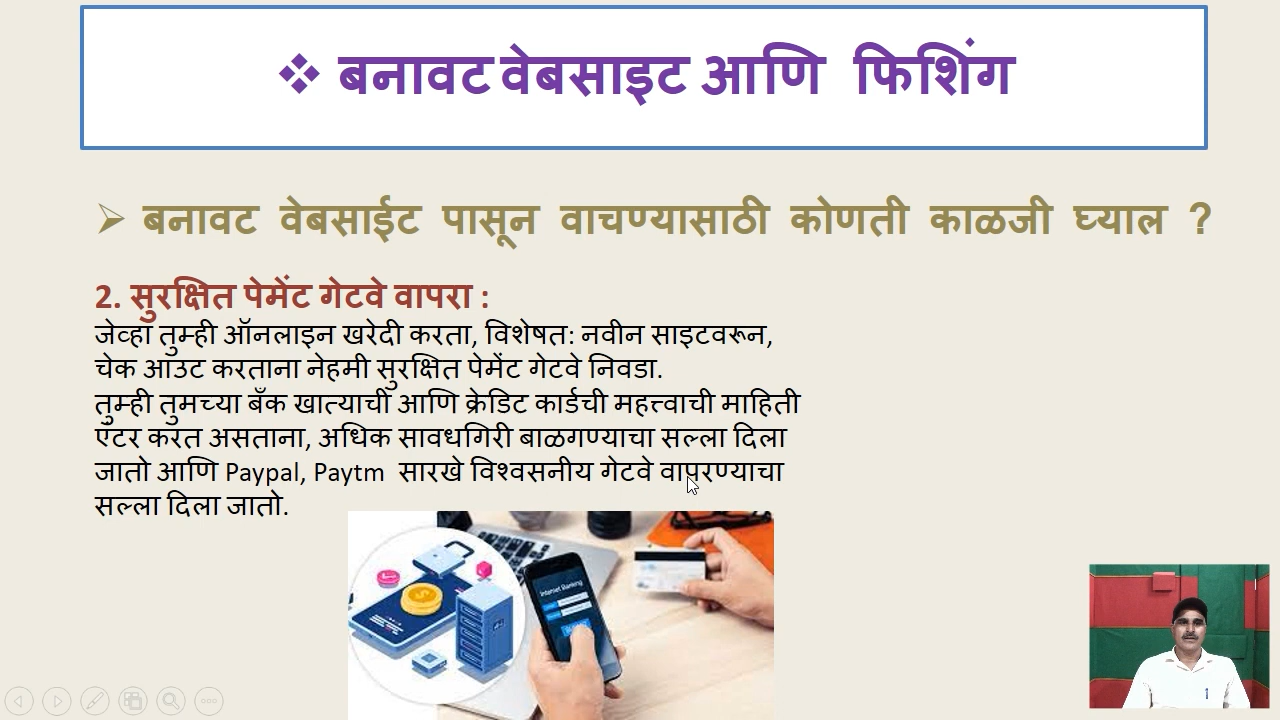 ❖ बनावट वेबसाइट आणि फिशिंग
➢ बनावट वेबसाईट पासून वाचण्यासाठी कोणती काळजी घ्याल ?
2. सुरक्षित पेमेंट गेटवे वापरा :
जेव्हा तुम्ही ऑनलाइन खरेदी करता, विशेषत: नवीन साइटवरून,
चेक आउट करताना नेहमी सुरक्षित पेमेंट गेटवे निवडा.
तुम्ही तुमच्या बँक खात्याची आणि क्रेडिट कार्डची महत्त्वाची माहिती
एंटर करत असताना, अधिक सावधगिरी बाळगण्याचा सल्ला दिला
जातो आणि Paypal, Paytm सारखे विश्वसनीय गेटवे वापरण्याचा
सल्ला दिला जातो.
Internet Banking